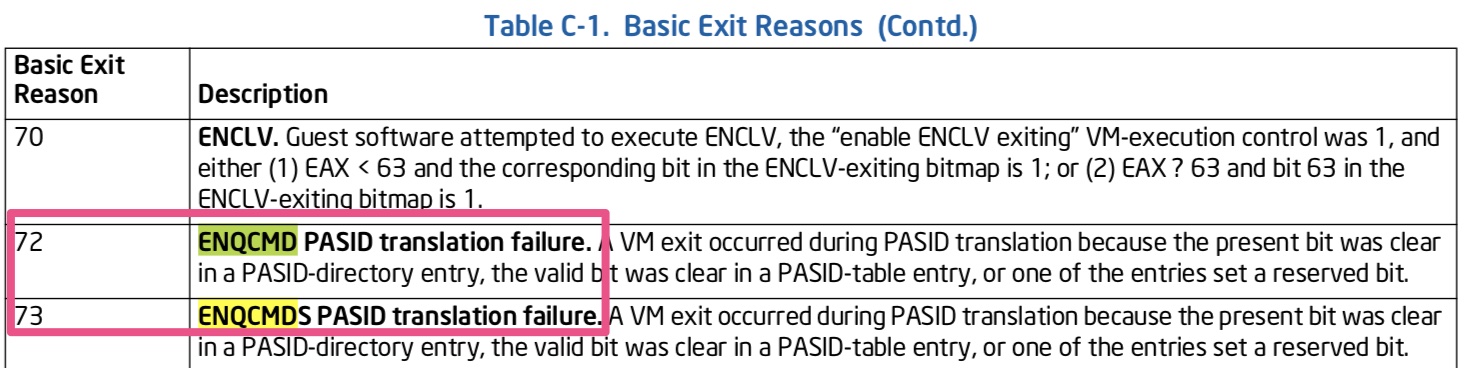 Table C-1. Basic Exit Reasons (Contd.)
Basic Exit
Reason
Description
70
ENCLV. Guest software attempted to execute ENCLV, the “enable ENCLV exiting” VM-execution control was 1, and
either (1) EAX < 63 and the corresponding bit in the ENCLV-exiting bitmap is 1; or (2) EAX ? 63 and bit 63 in the
ENCLV-exiting bitmap is 1.
72
ENQCMD PASID translation failure. A VM exit occurred during PASID translation because the present bit was clear
in a PASID-directory entry, the valid bit was clear in a PASID-table entry, or one of the entries set a reserved bit.
73
ENQCMDS PASID translation failure. A VM exit occurred during PASID translation because the present bit was clear
in a PASID-directory entry, the valid bit was clear in a PASID-table entry, or one of the entries set a reserved bit.